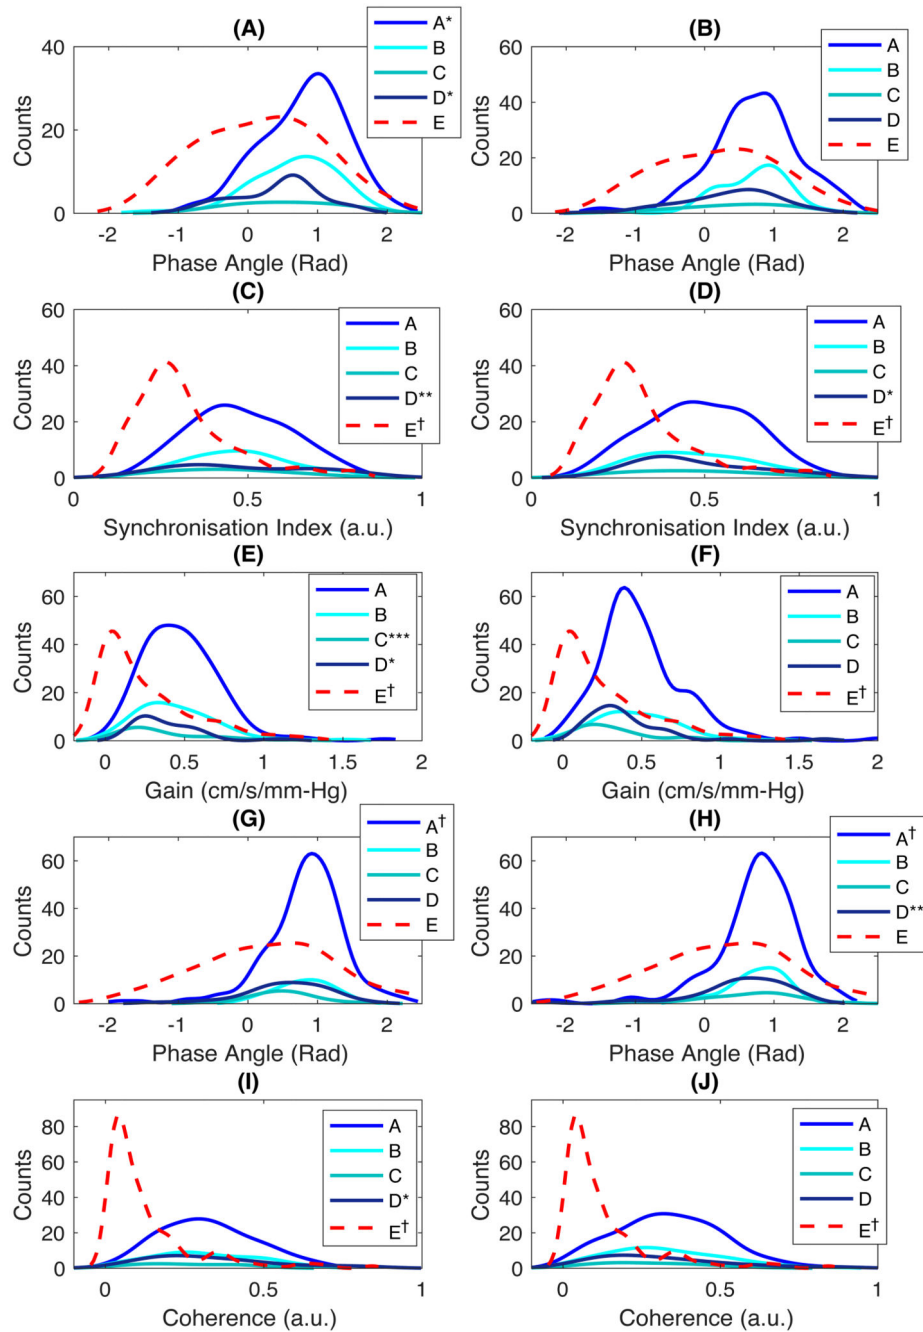 (A)
A*
B
C
D*
E
40
20
0
Counts
-2 -1 0 1 2
Phase Angle (Rad)
(B)
A
B
C
D
E
60
40
20
0
Counts
-2 -1 0 1 2
Phase Angle (Rad)
(C)
A
B
C
D**
E†
60
40
20
0
Counts
0 0.5 1
Synchronisation Index (a.u.)
(D)
A
B
C
D*
E†
60
40
20
0
Counts
0 0.5 1
Synchronisation Index (a.u.)
(E)
A
B
C***
D*
E†
60
40
20
0
Counts
0 0.5 1 1.5 2
Gain (cm/s/mm-Hg)
(F)
A
B
C
D
E†
60
40
20
0
Counts
0 0.5 1 1.5 2
Gain (cm/s/mm-Hg)
(G)
A†
B
C
D
E
60
40
20
0
Counts
-2 -1 0 1 2
Phase Angle (Rad)
(H)
A†
B
C
D**
E
60
40
20
0
Counts
-2 -1 0 1 2
Phase Angle (Rad)
(I)
A
B
C
D*
E†
80
60
40
20
0
Counts
0 0.5 1
Coherence (a.u.)
(J)
A
B
C
D
E†
80
60
40
20
0
Counts
0 0.5 1
Coherence (a.u.)